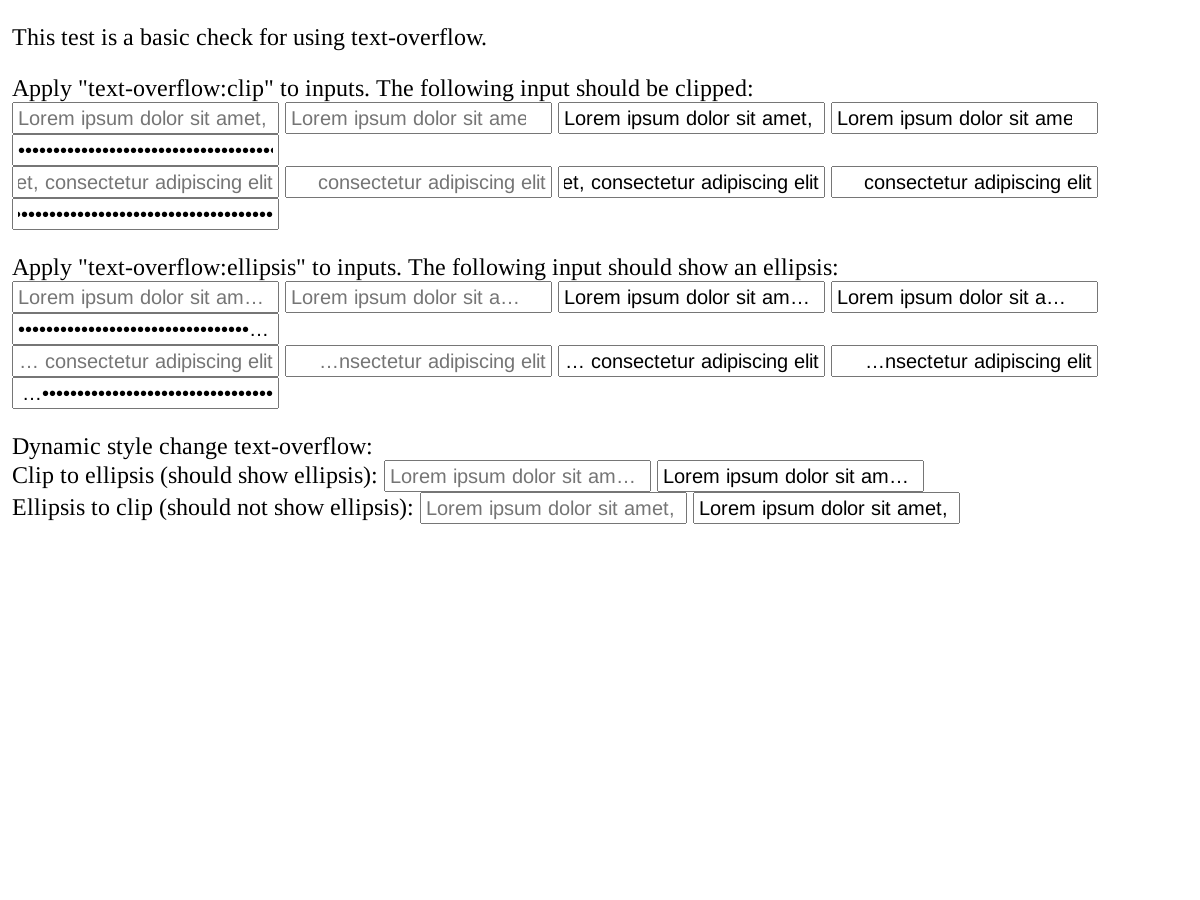 This test is a basic check for using text-overflow.
Apply "text-overflow:clip" to inputs. The following input should be clipped:
Lorem ipsum dolor sit amet, Lorem ipsum dolor sit ame Lorem ipsum dolor sit amet, Lorem ipsum dolor sit ame
•••••••••••••••••••••••••••••••••••••
et, consectetur adipiscing elit consectetur adipiscing elit et, consectetur adipiscing elit consectetur adipiscing elit
•••••••••••••••••••••••••••••••••••••
Apply "text-overflow:ellipsis" to inputs. The following input should show an ellipsis:
Lorem ipsum dolor sit am… Lorem ipsum dolor sit a… Lorem ipsum dolor sit am… Lorem ipsum dolor sit a…
•••••••••••••••••••••••••••••••••…
… consectetur adipiscing elit …nsectetur adipiscing elit … consectetur adipiscing elit …nsectetur adipiscing elit
…•••••••••••••••••••••••••••••••••
Dynamic style change text-overflow:
Clip to ellipsis (should show ellipsis): Lorem ipsum dolor sit am… Lorem ipsum dolor sit am…
Ellipsis to clip (should not show ellipsis): Lorem ipsum dolor sit amet, Lorem ipsum dolor sit amet,